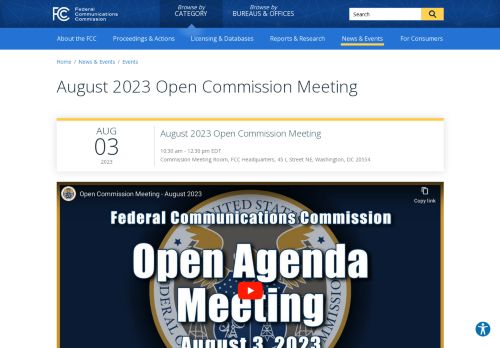 FCC Federal Communications Commission
Browse by CATEGORY
Browse by BUREAUS & OFFICES
Search
About the FCC
Proceedings & Actions
Licensing & Databases
Reports & Research
News & Events
For Consumers
Home / News & Events / Events
August 2023 Open Commission Meeting
AUG
03
2023
August 2023 Open Commission Meeting
10:30 am - 12:30 pm EDT
Commission Meeting Room, FCC Headquarters, 45 L Street NE, Washington, DC 20554
Open Commission Meeting - August 2023
Copy link
Federal Communications Commission
Open Agenda
Meeting
August 3, 2023